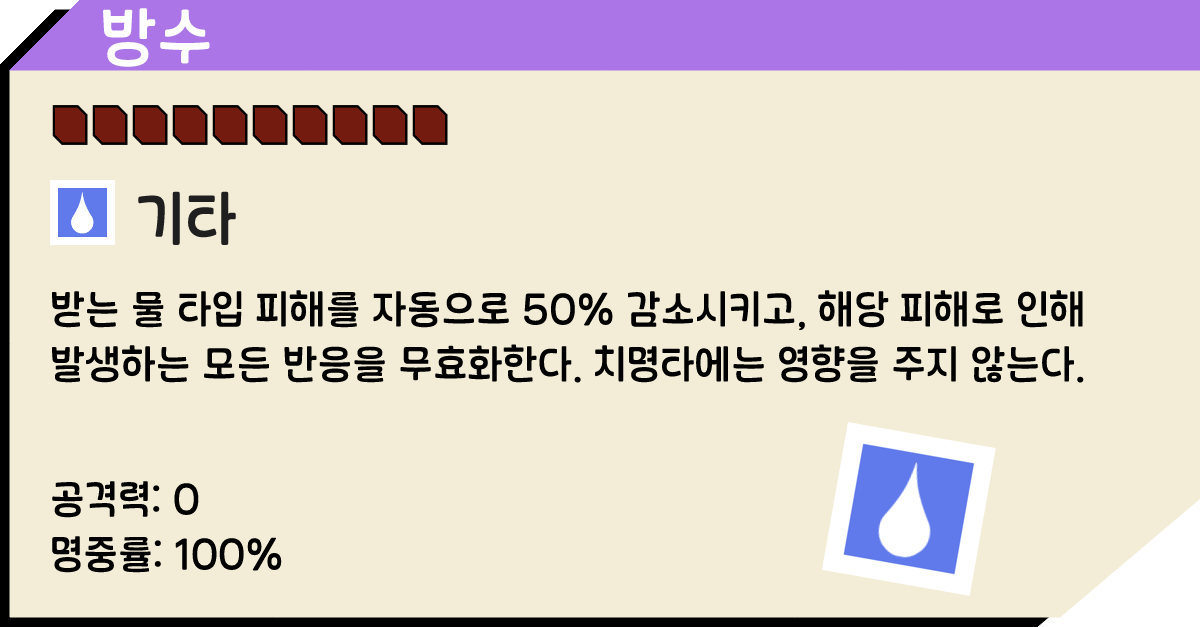 방수
기타
받는 물 타입 피해를 자동으로 50% 감소시키고, 해당 피해로 인해
발생하는 모든 반응을 무효화한다. 치명타에는 영향을 주지 않는다.
공격력: 0
명중률: 100%